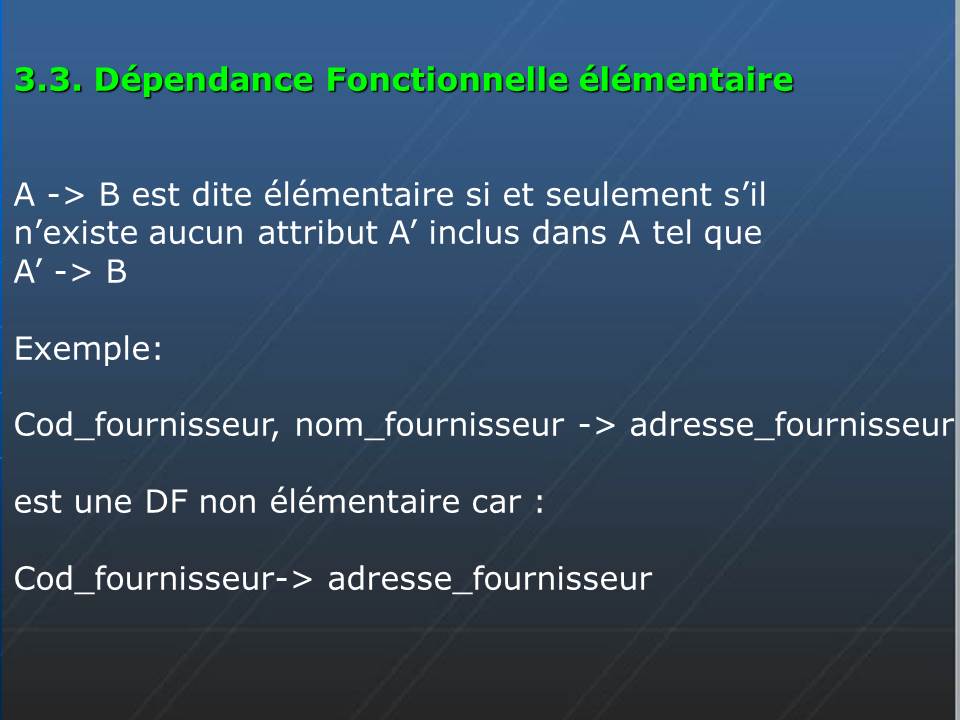 3.3. Dépendance Fonctionnelle élémentaire
A -> B est dite élémentaire si et seulement s’il
n’existe aucun attribut A’ inclus dans A tel que
A’ -> B
Exemple:
Cod_fournisseur, nom_fournisseur -> adresse_fournisseur
est une DF non élémentaire car :
Cod_fournisseur-> adresse_fournisseur